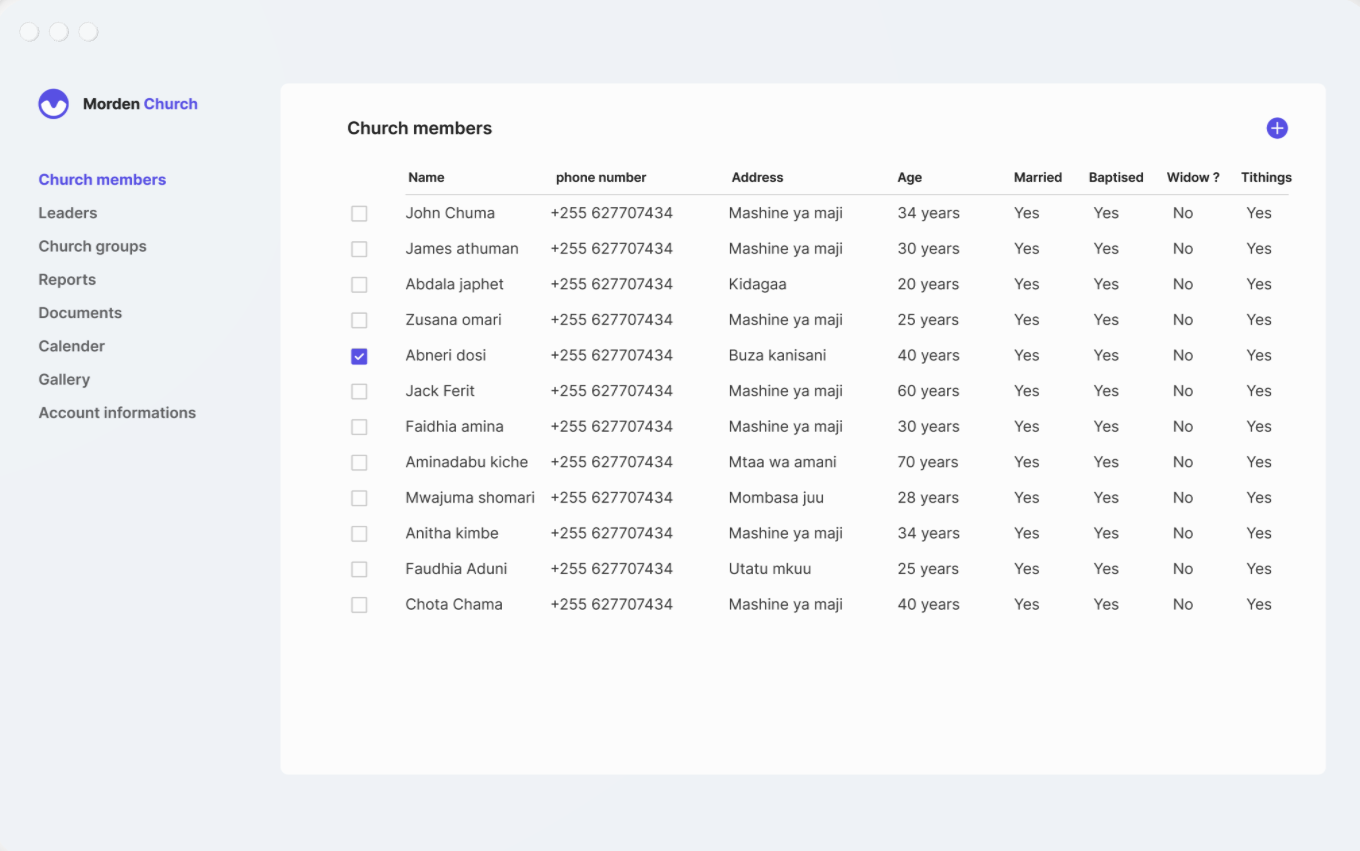 Morden Church
Church members
Leaders
Church groups
Reports
Documents
Calender
Gallery
Account informations
Church members
Name phone number Address Age Married Baptised Widow ? Tithings
John Chuma +255 627707434 Mashine ya maji 34 years Yes Yes No Yes
James athuman +255 627707434 Mashine ya maji 30 years Yes Yes No Yes
Abdala japhet +255 627707434 Kidagaa 20 years Yes Yes No Yes
Zusana omari +255 627707434 Mashine ya maji 25 years Yes Yes No Yes
Abneri dosi +255 627707434 Buza kanisani 40 years Yes Yes No Yes
Jack Ferit +255 627707434 Mashine ya maji 60 years Yes Yes No Yes
Faidhia amina +255 627707434 Mashine ya maji 30 years Yes Yes No Yes
Aminadabu kiche +255 627707434 Mtaa wa amani 70 years Yes Yes No Yes
Mwajuma shomari +255 627707434 Mombasa juu 28 years Yes Yes No Yes
Anitha kimbe +255 627707434 Mashine ya maji 34 years Yes Yes No Yes
Faudhia Aduni +255 627707434 Utatu mkuu 25 years Yes Yes No Yes
Chota Chama +255 627707434 Mashine ya maji 40 years Yes Yes No Yes